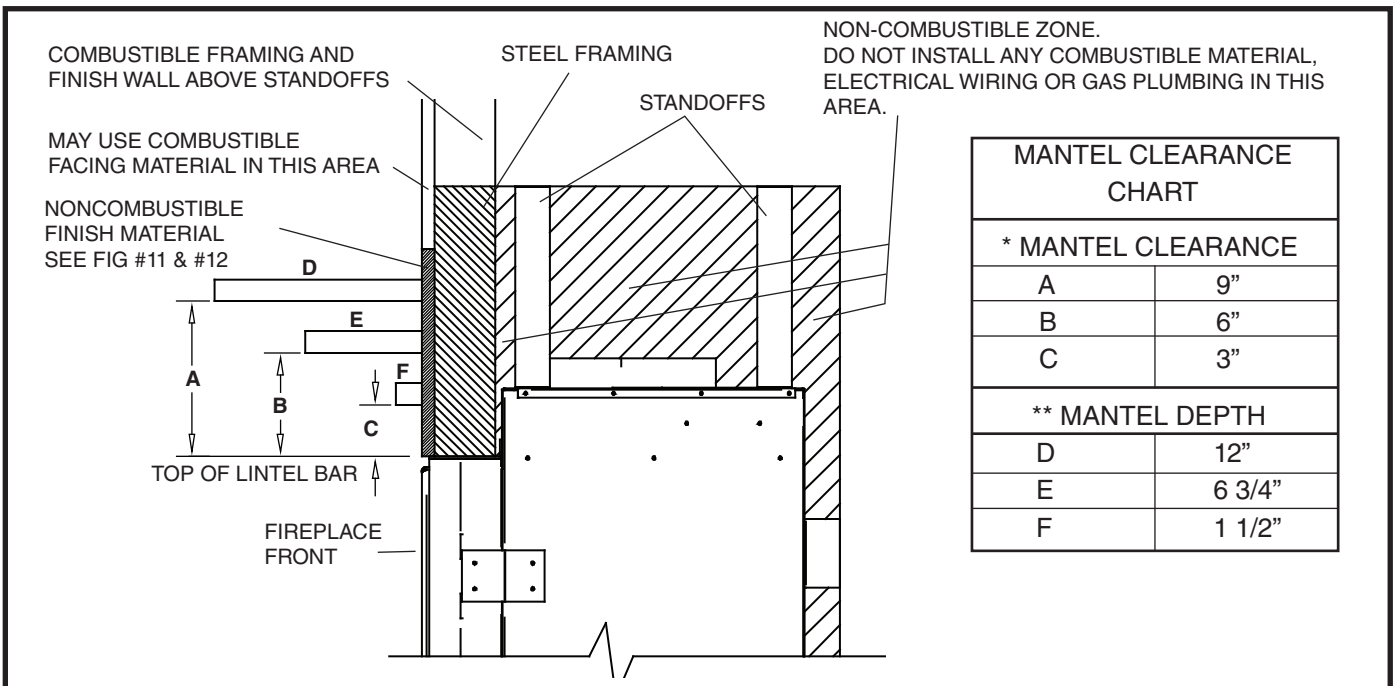 COMBUSTIBLE FRAMING AND
FINISH WALL ABOVE STANDOFFS
STEEL FRAMING
NON-COMBUSTIBLE ZONE.
DO NOT INSTALL ANY COMBUSTIBLE MATERIAL,
ELECTRICAL WIRING OR GAS PLUMBING IN THIS
AREA.
STANDOFFS
MAY USE COMBUSTIBLE
FACING MATERIAL IN THIS AREA
NONCOMBUSTIBLE
FINISH MATERIAL
SEE FIG #11 & #12
D
E
F
A
B
C
TOP OF LINTEL BAR
FIREPLACE
FRONT
MANTEL CLEARANCE
CHART
* MANTEL CLEARANCE
A 9”
B 6”
C 3”
** MANTEL DEPTH
D 12”
E 6 3/4”
F 1 1/2”